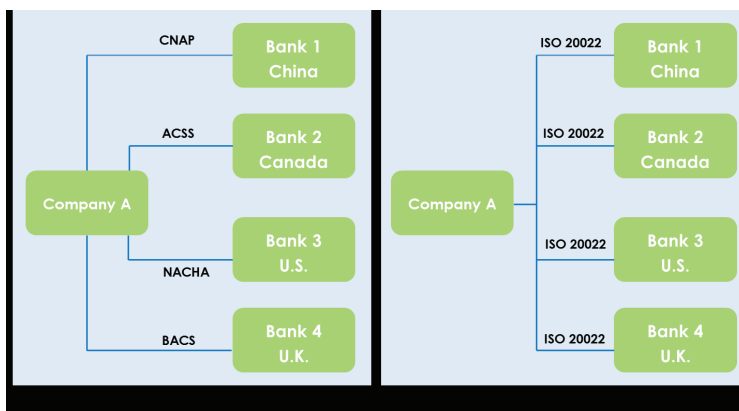 CNAP
Bank 1
China
ACSS
Bank 2
Canada
Company A
Bank 3
U.S.
NACHA
Bank 4
BACS
U.K.
ISO 20022
Bank 1
China
ISO 20022
Bank 2
Canada
Company A
ISO 20022
Bank 3
U.S.
ISO 20022
Bank 4
U.K.